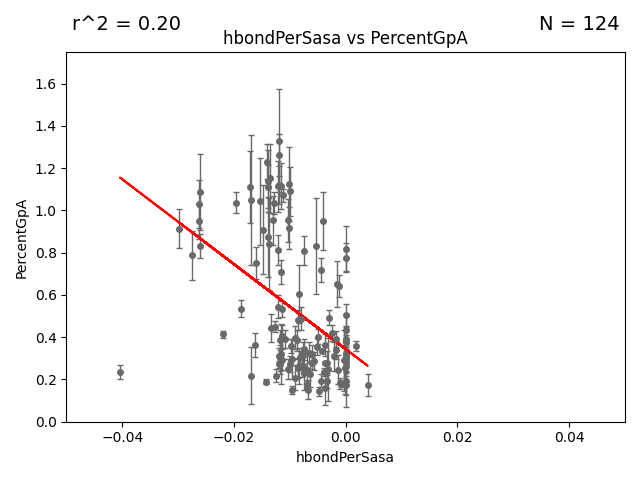 r^2 = 0.20
N = 124
hbondPerSasa vs PercentGpA
1.6
1.4
1.2
1.0
0.8
0.6
0.4
0.2
0.0
PercentGpA
−0.04
−0.02
0.00
0.02
0.04
hbondPerSasa